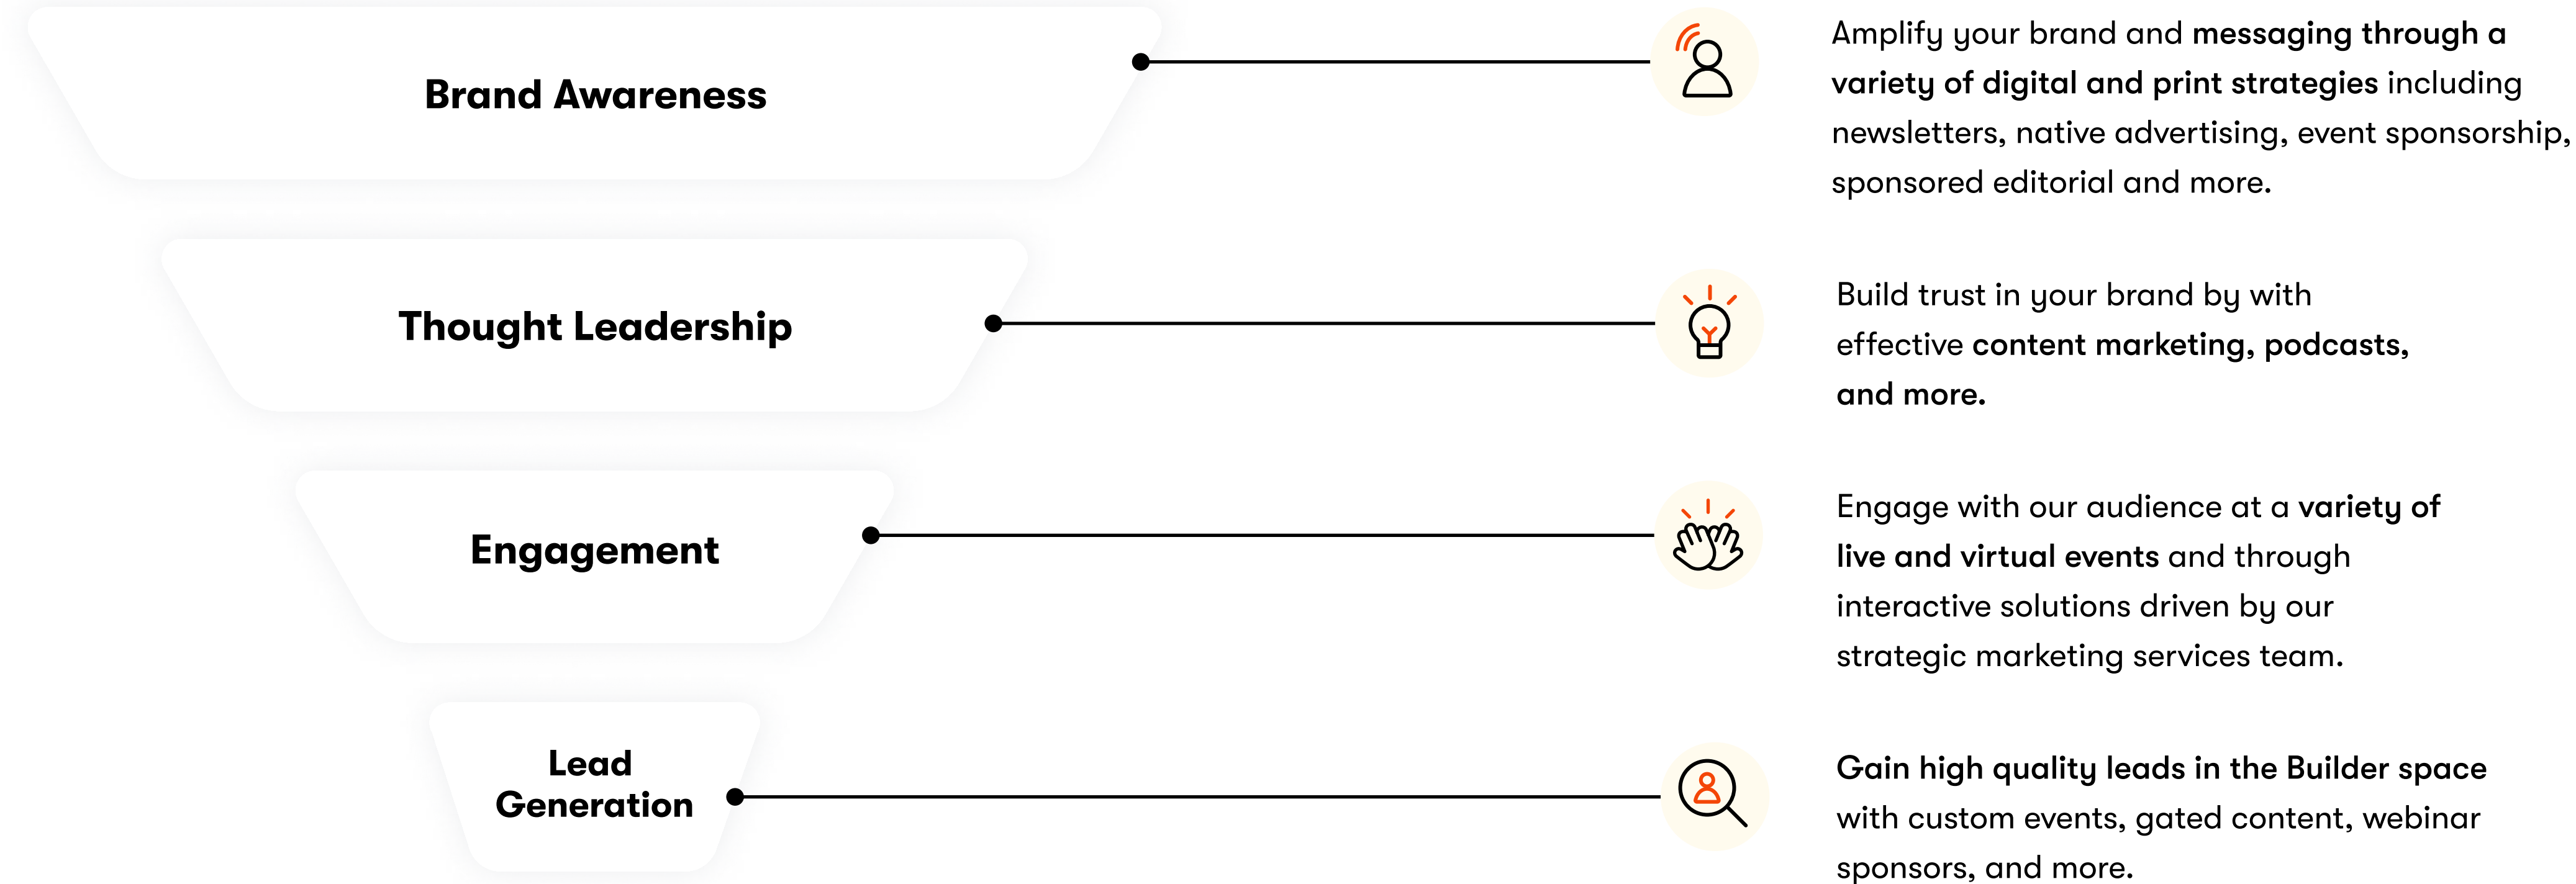 Brand Awareness
Amplify your brand and messaging through a
variety of digital and print strategies including
newsletters, native advertising, event sponsorship,
sponsored editorial and more.
Thought Leadership
Build trust in your brand by with
effective content marketing, podcasts,
and more.
Engagement
Engage with our audience at a variety of
live and virtual events and through
interactive solutions driven by our
strategic marketing services team.
Lead
Generation
Gain high quality leads in the Builder space
with custom events, gated content, webinar
sponsors, and more.